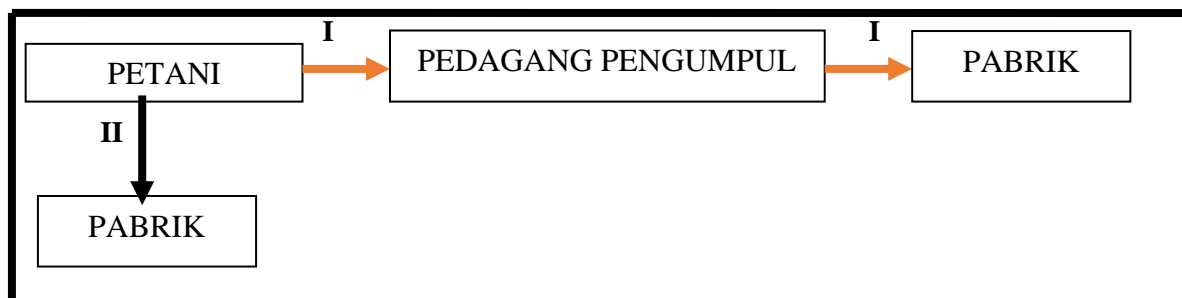 I I
PETANI PEDAGANG PENGUMPUL PABRIK
II
PABRIK